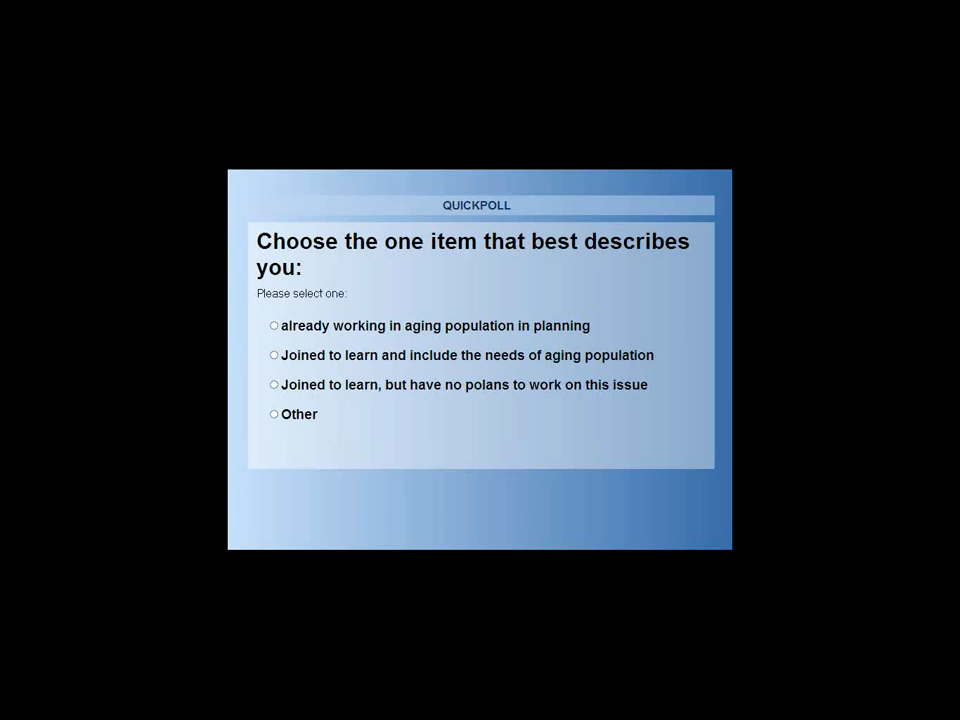 QUICKPOLL
Choose the one item that best describes
you:
Please select one:
already working in aging population in planning
Joined to learn and include the needs of aging population
Joined to learn, but have no polans to work on this issue
Other